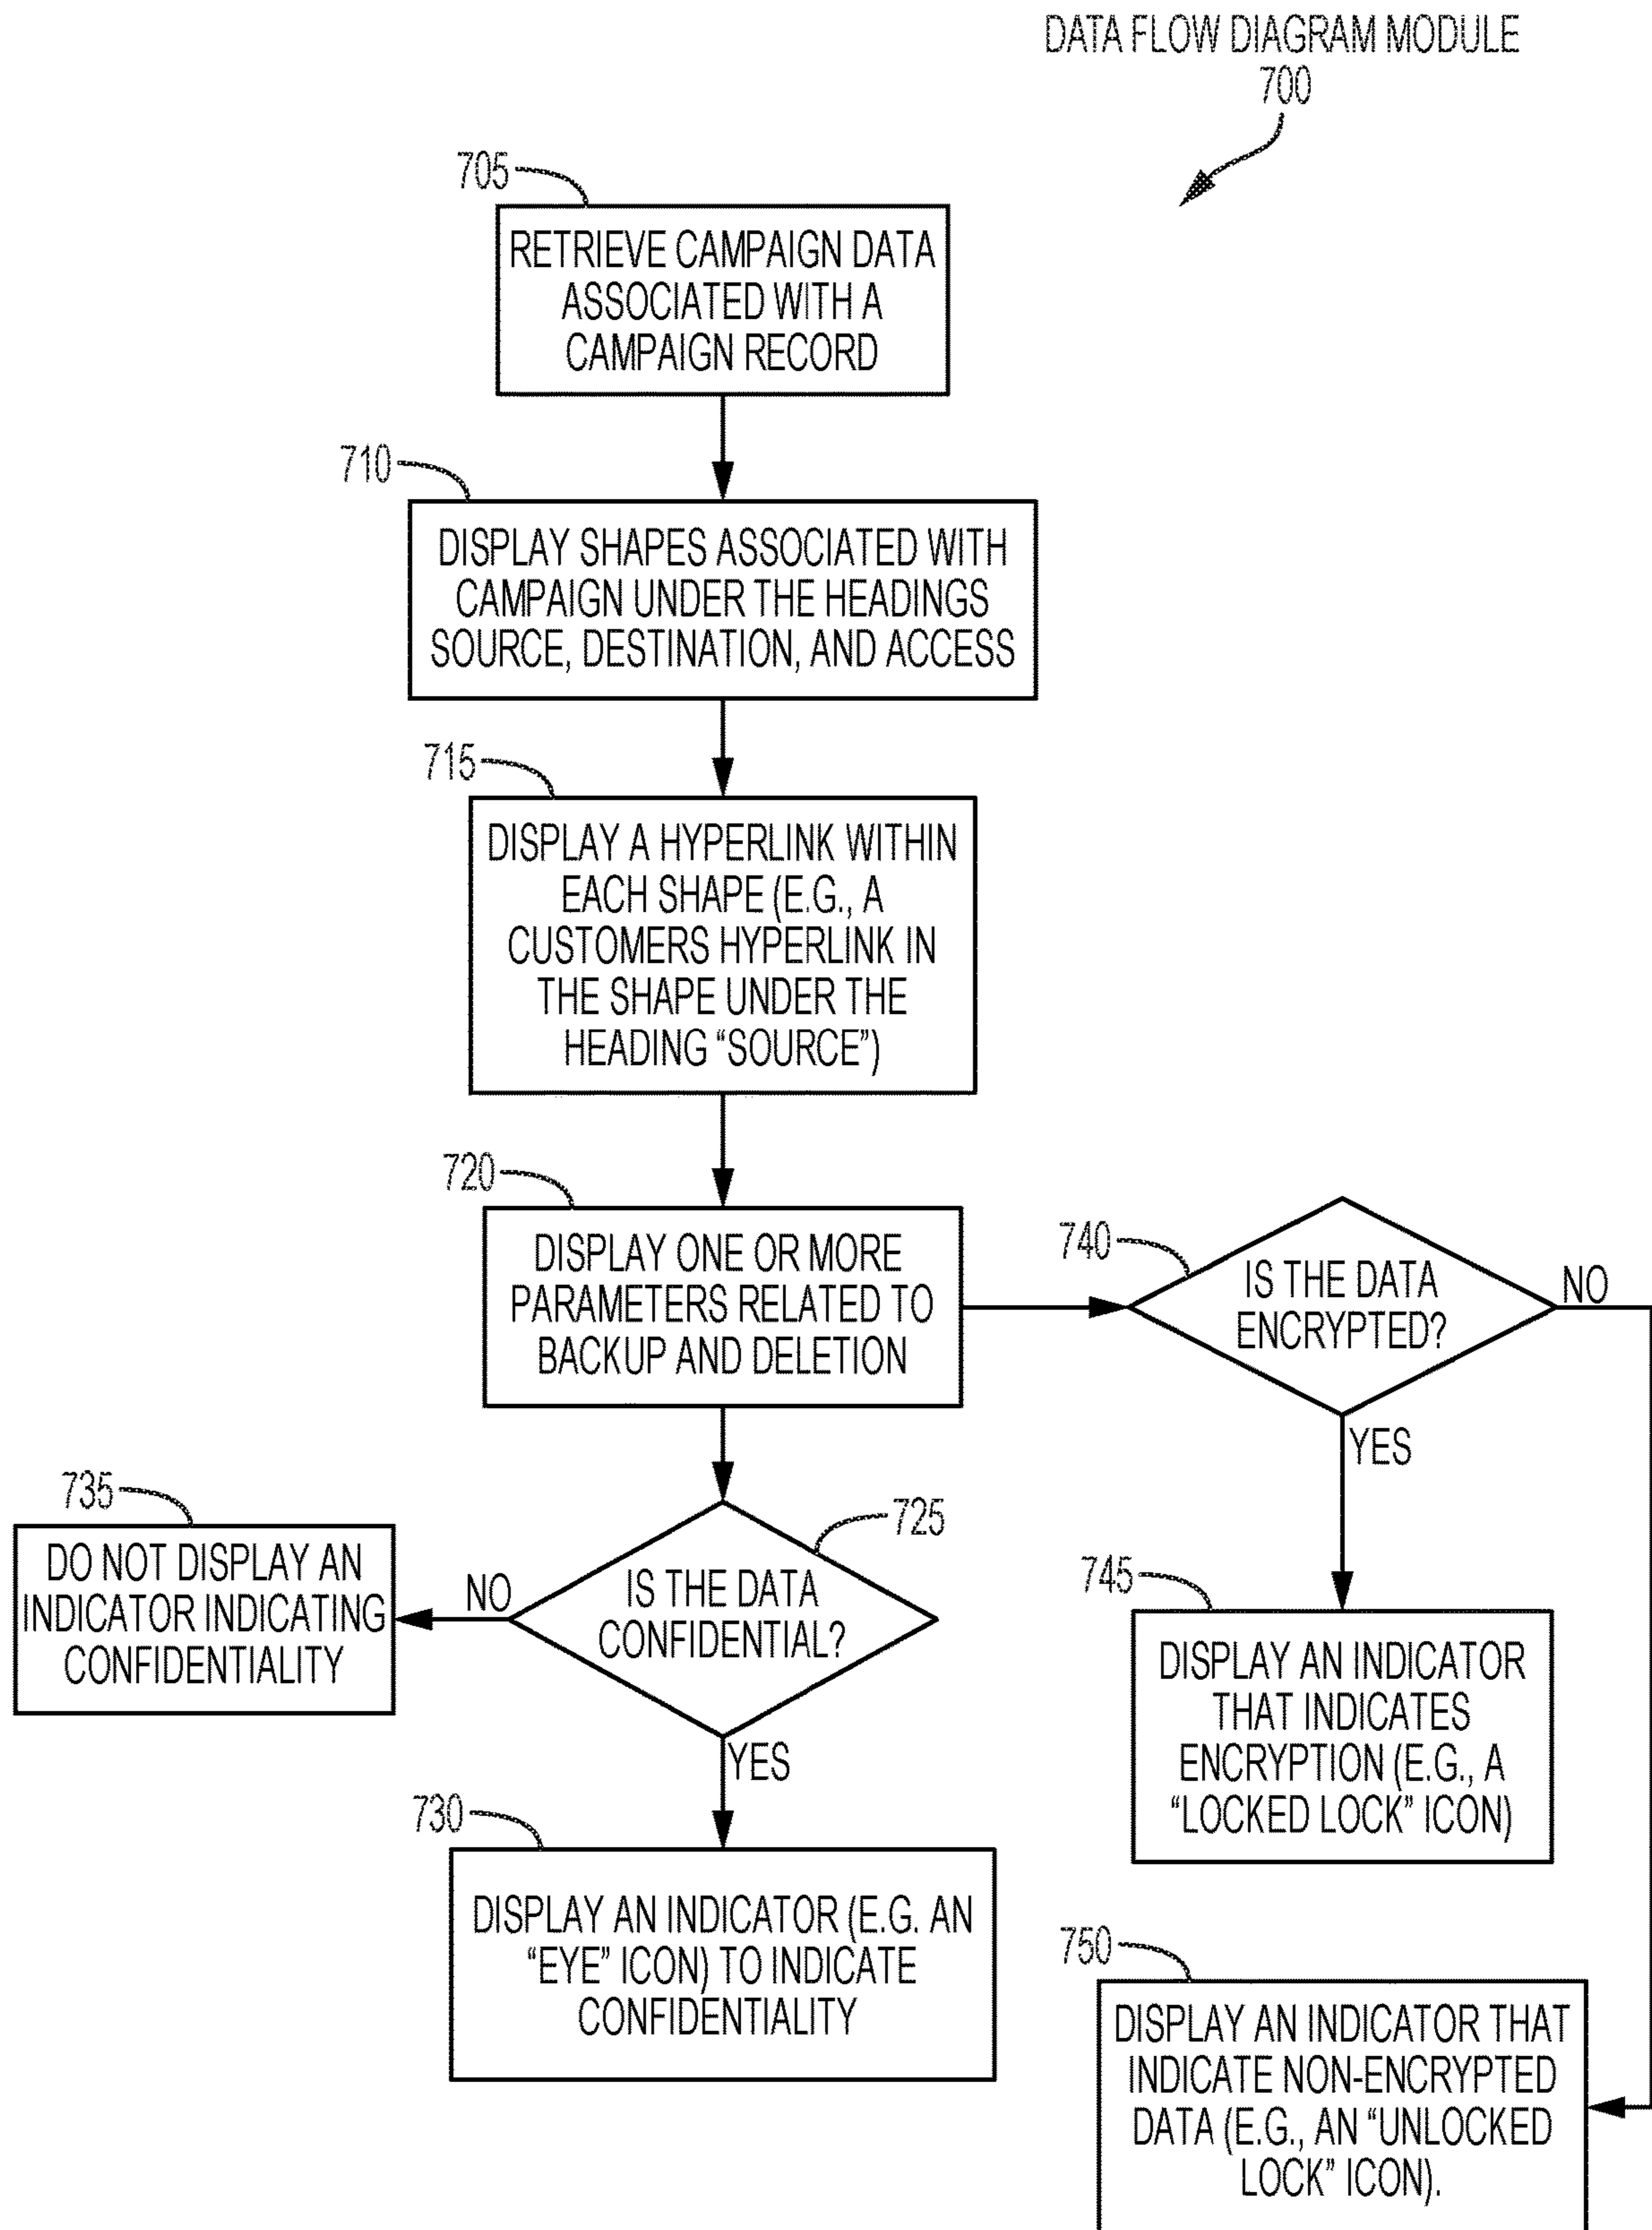 DATA FLOW DIAGRAM MODULE
700
705
RETRIEVE CAMPAIGN DATA
ASSOCIATED WITH A
CAMPAIGN RECORD
710
DISPLAY SHAPES ASSOCIATED WITH
CAMPAIGN UNDER THE HEADINGS
SOURCE, DESTINATION, AND ACCESS
715
DISPLAY A HYPERLINK WITHIN
EACH SHAPE (E.G., A
CUSTOMERS HYPERLINK IN
THE SHAPE UNDER THE
HEADING “SOURCE”)
720
DISPLAY ONE OR MORE
PARAMETERS RELATED TO
BACKUP AND DELETION
740
IS THE DATA
ENCRYPTED?
NO
YES
735
DO NOT DISPLAY AN
INDICATOR INDICATING
CONFIDENTIALITY
NO
725
IS THE DATA
CONFIDENTIAL?
YES
745
DISPLAY AN INDICATOR
THAT INDICATES
ENCRYPTION (E.G., A
“LOCKED LOCK” ICON)
730
DISPLAY AN INDICATOR (E.G. AN
“EYE” ICON) TO INDICATE
CONFIDENTIALITY
750
DISPLAY AN INDICATOR THAT
INDICATE NON-ENCRYPTED
DATA (E.G., AN “UNLOCKED
LOCK” ICON).